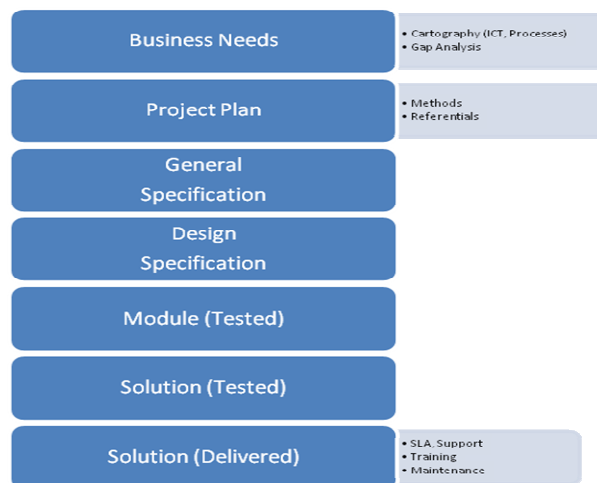 Business Needs
• Cartography (ICT, Processes)
• Gap Analysis
Project Plan
• Methods
• Referentials
General
Specification
Design
Specification
Module (Tested)
Solution (Tested)
Solution (Delivered)
• SLA, Support
• Training
• Maintenance